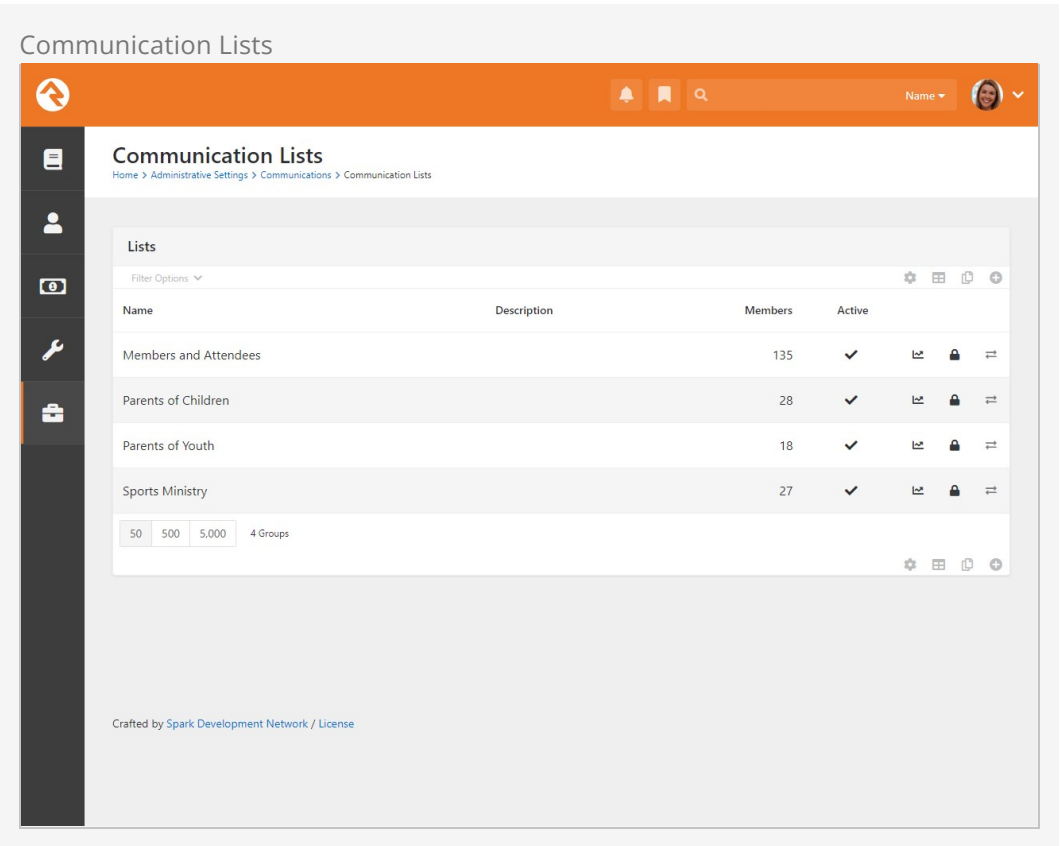 Communication Lists
Name
Communication Lists
Home > Administrative Settings > Communications > Communication Lists
Lists
Filter Options
Name Description Members Active
Members and Attendees 135
Parents of Children 28
Parents of Youth 18
Sports Ministry 27
50 500 5,000 4 Groups
Crafted by Spark Development Network / License